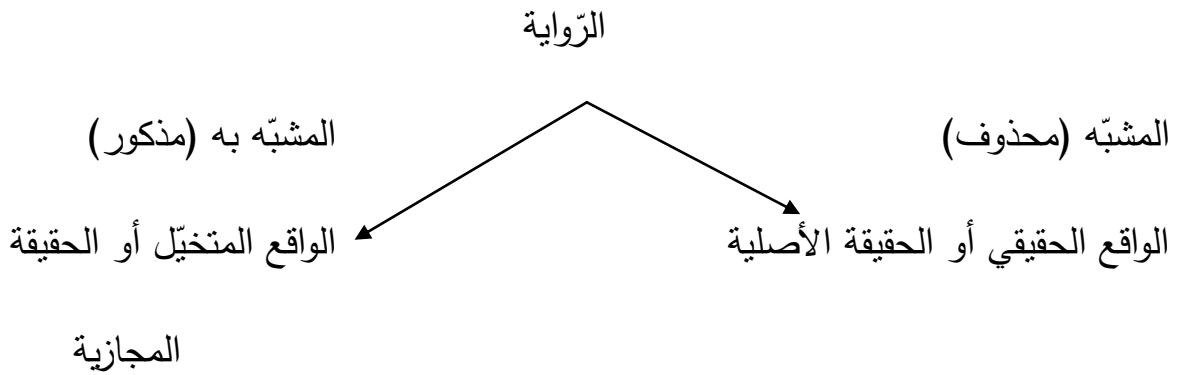 الرّواية
المشبّه (محذوف)
المشبّه به (مذكور)
الواقع الحقيقي أو الحقيقة الأصلية
الواقع المتخيّل أو الحقيقة
المجازية